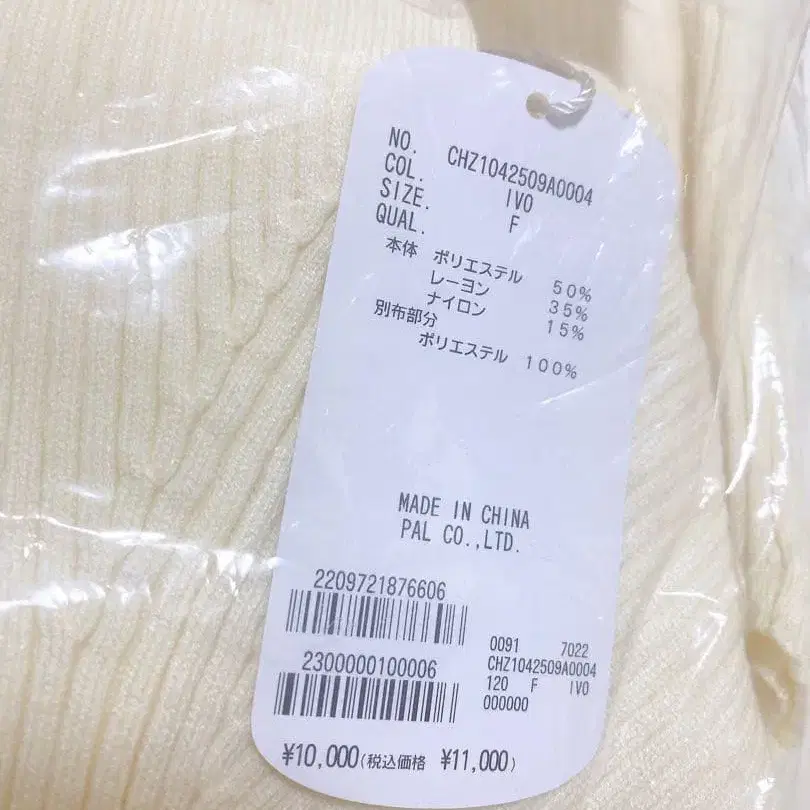 NO. CHZ1042509A0004
COL. IVO
SIZE. F
QUAL.
本体 ポリエステル 50%
レーヨン 35%
ナイロン 15%
別布部分
ポリエステル 100%
MADE IN CHINA
PAL CO.,LTD.
2209721876606
2300000100006
0091 7022
CHZ1042509A0004
120 F IVO
000000
¥10,000(税込価格 ¥11,000)